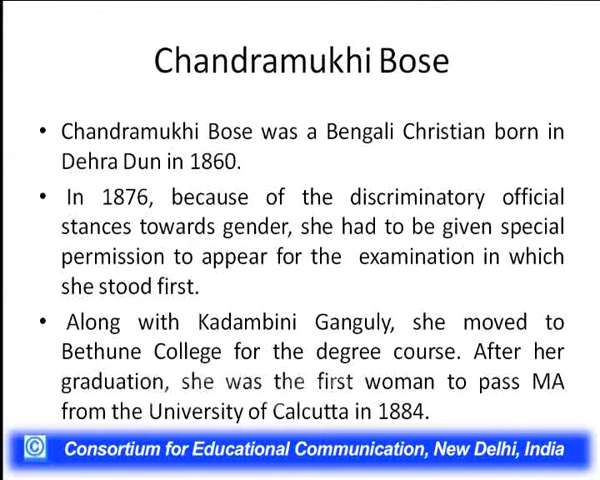 Chandramukhi Bose
• Chandramukhi Bose was a Bengali Christian born in
Dehra Dun in 1860.
• In 1876, because of the discriminatory official
stances towards gender, she had to be given special
permission to appear for the examination in which
she stood first.
• Along with Kadambini Ganguly, she moved to
Bethune College for the degree course. After her
graduation, she was the first woman to pass MA
from the University of Calcutta in 1884.
© Consortium for Educational Communication, New Delhi, India